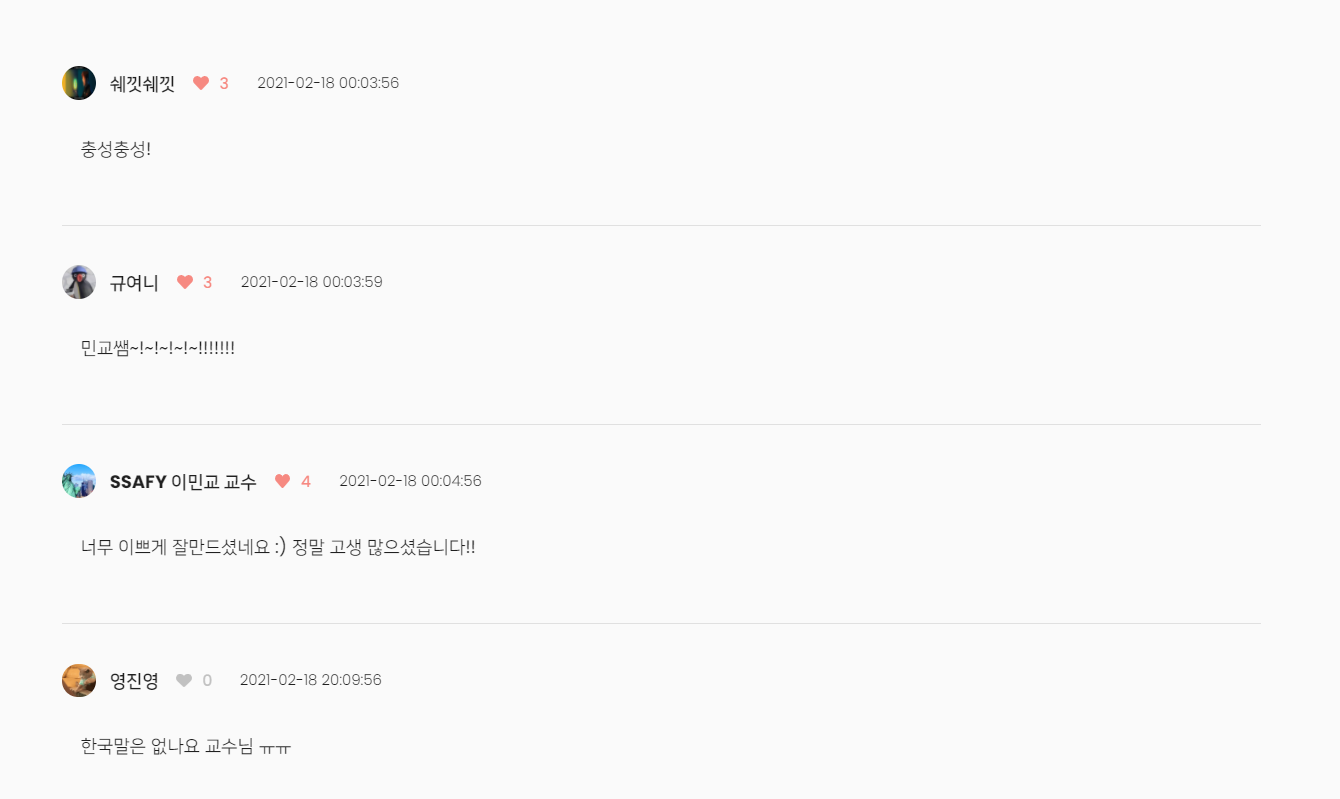 쉐낏쉐낏 3 2021-02-18 00:03:56
충성충성!
규여니 3 2021-02-18 00:03:59
민교쌤~!~!~!~!~!!!!!!!
SSAFY 이민교 교수 4 2021-02-18 00:04:56
너무 이쁘게 잘만드셨네요 :) 정말 고생 많으셨습니다!!
영진영 0 2021-02-18 20:09:56
한국말은 없나요 교수님 ㅠㅠ